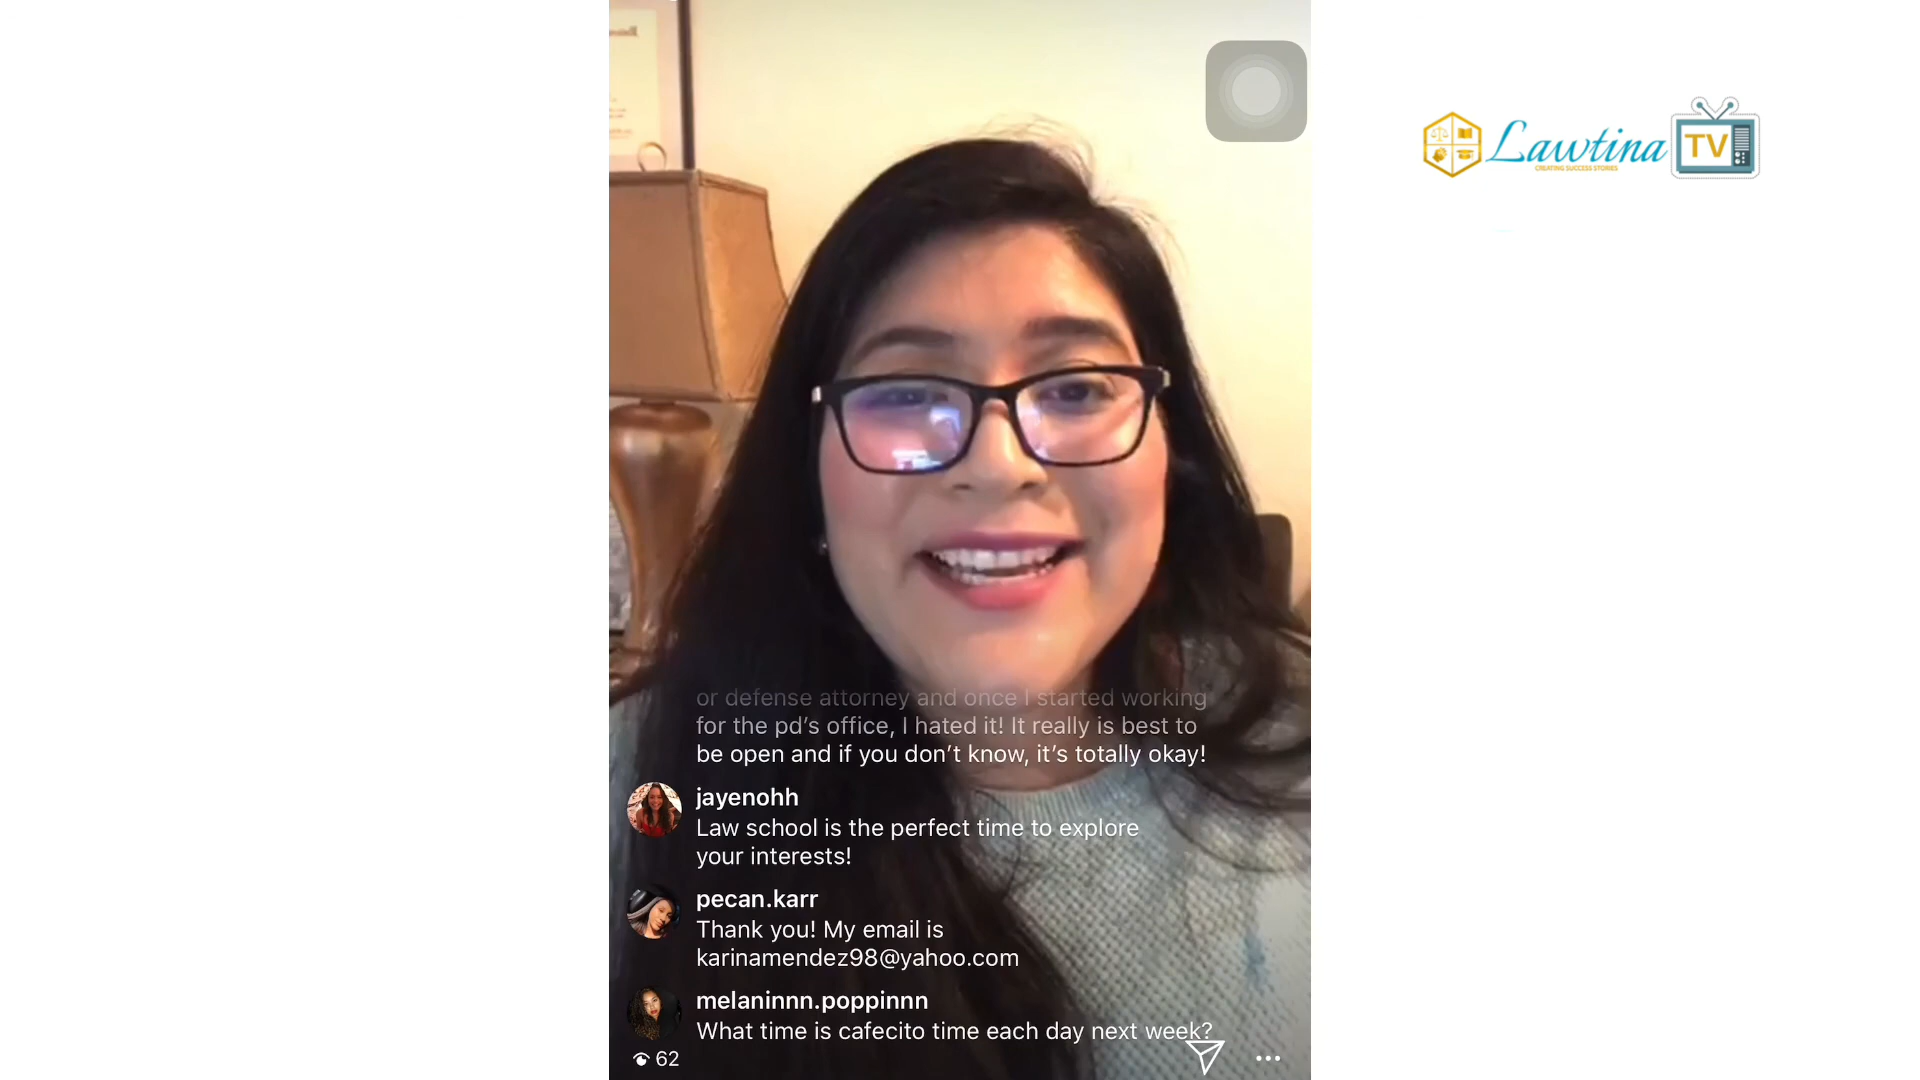 Lawtina
TV
CREATING SUCCESS STORIES
or defense attorney and once I started working
for the pd’s office, I hated it! It really is best to
be open and if you don’t know, it’s totally okay!
jayenohh
Law school is the perfect time to explore
your interests!
pecan.karr
Thank you! My email is
karinamendez98@yahoo.com
melaninnn.poppinnn
What time is cafecito time each day next week?
62